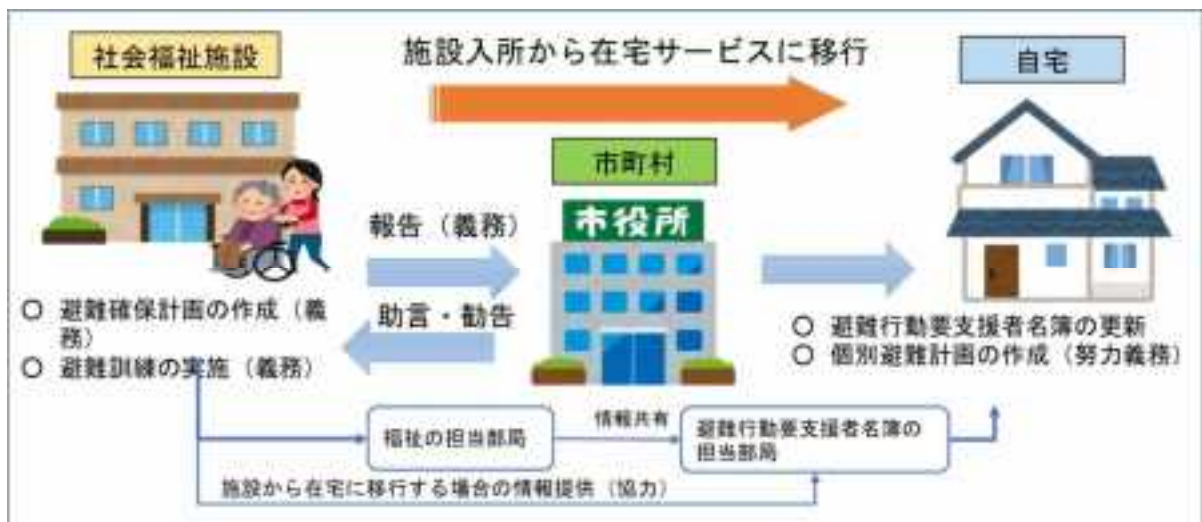 社会福祉施設
施設入所から在宅サービスに移行
自宅
市町村
市役所
報告（義務）
助言・勧告
○ 避難確保計画の作成（義
務）
○ 避難訓練の実施（義務）
○ 避難行動要支援者名簿の更新
○ 個別避難計画の作成（努力義務）
福祉の担当部局
情報共有
避難行動要支援者名簿の
担当部局
施設から在宅に移行する場合の情報提供（協力）